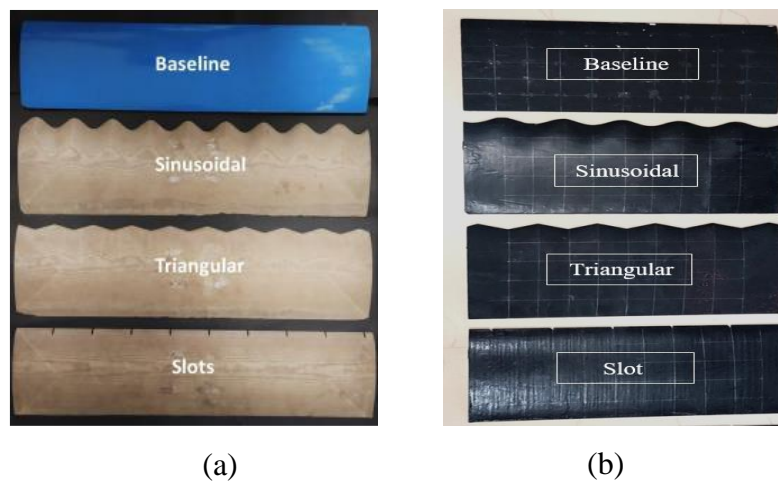 Baseline
Sinusoidal
Triangular
Slots
(a)
Baseline
Sinusoidal
Triangular
Slot
(b)